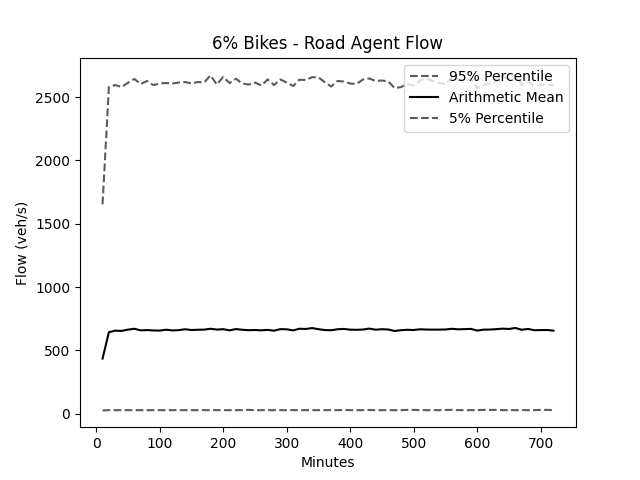 6% Bikes - Road Agent Flow
95% Percentile
Arithmetic Mean
5% Percentile
Flow (veh/s)
2500
2000
1500
1000
500
0
0 100 200 300 400 500 600 700
Minutes